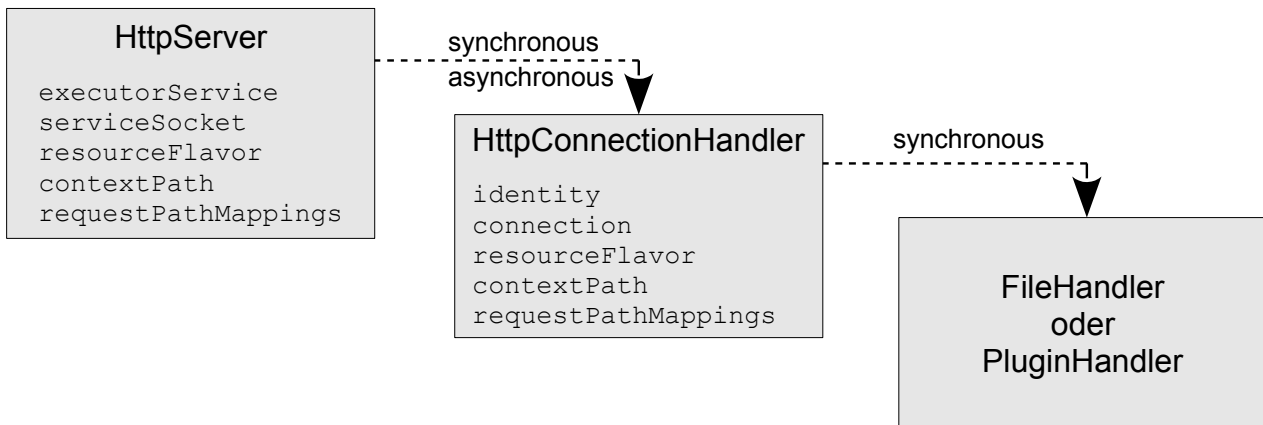 HttpServer
executorService
serviceSocket
resourceFlavor
contextPath
requestPathMappings
synchronous
asynchronous
HttpConnectionHandler
identity
connection
resourceFlavor
contextPath
requestPathMappings
synchronous
FileHandler
oder
PluginHandler